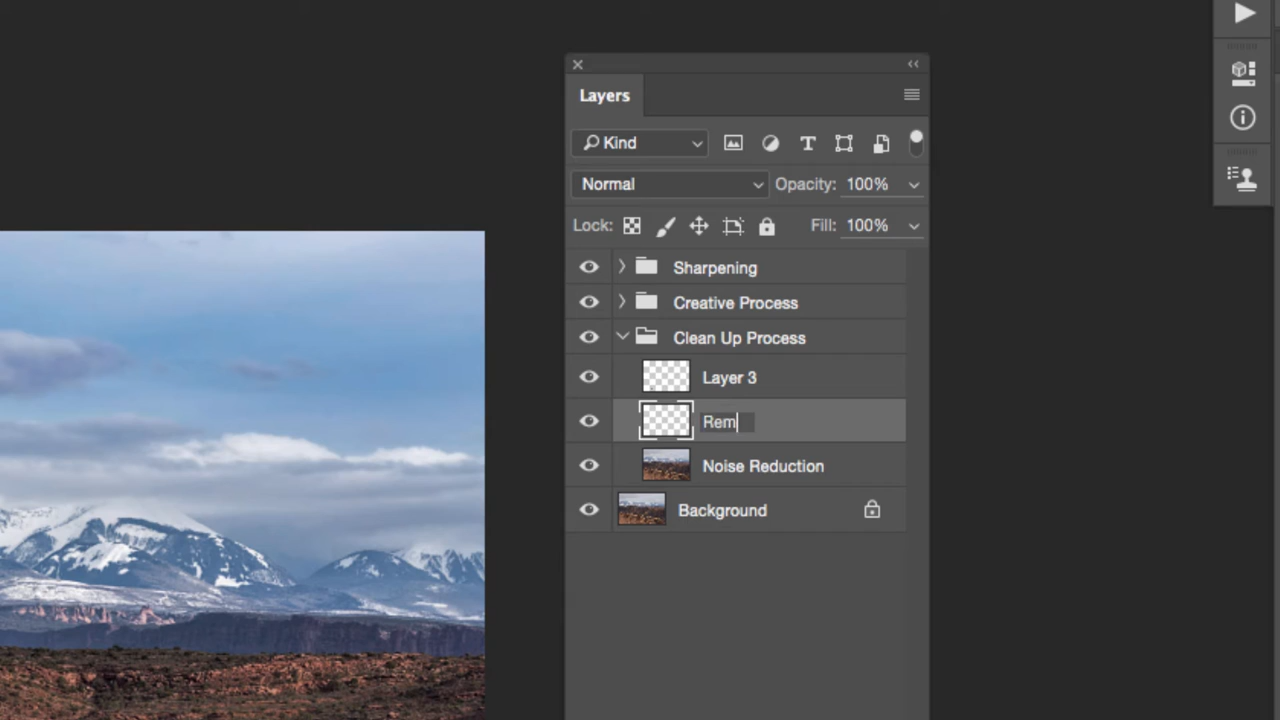 Layers
Kind
Normal Opacity: 100%
Lock: Fill: 100%
Sharpening
Creative Process
Clean Up Process
Layer 3
Rem
Noise Reduction
Background